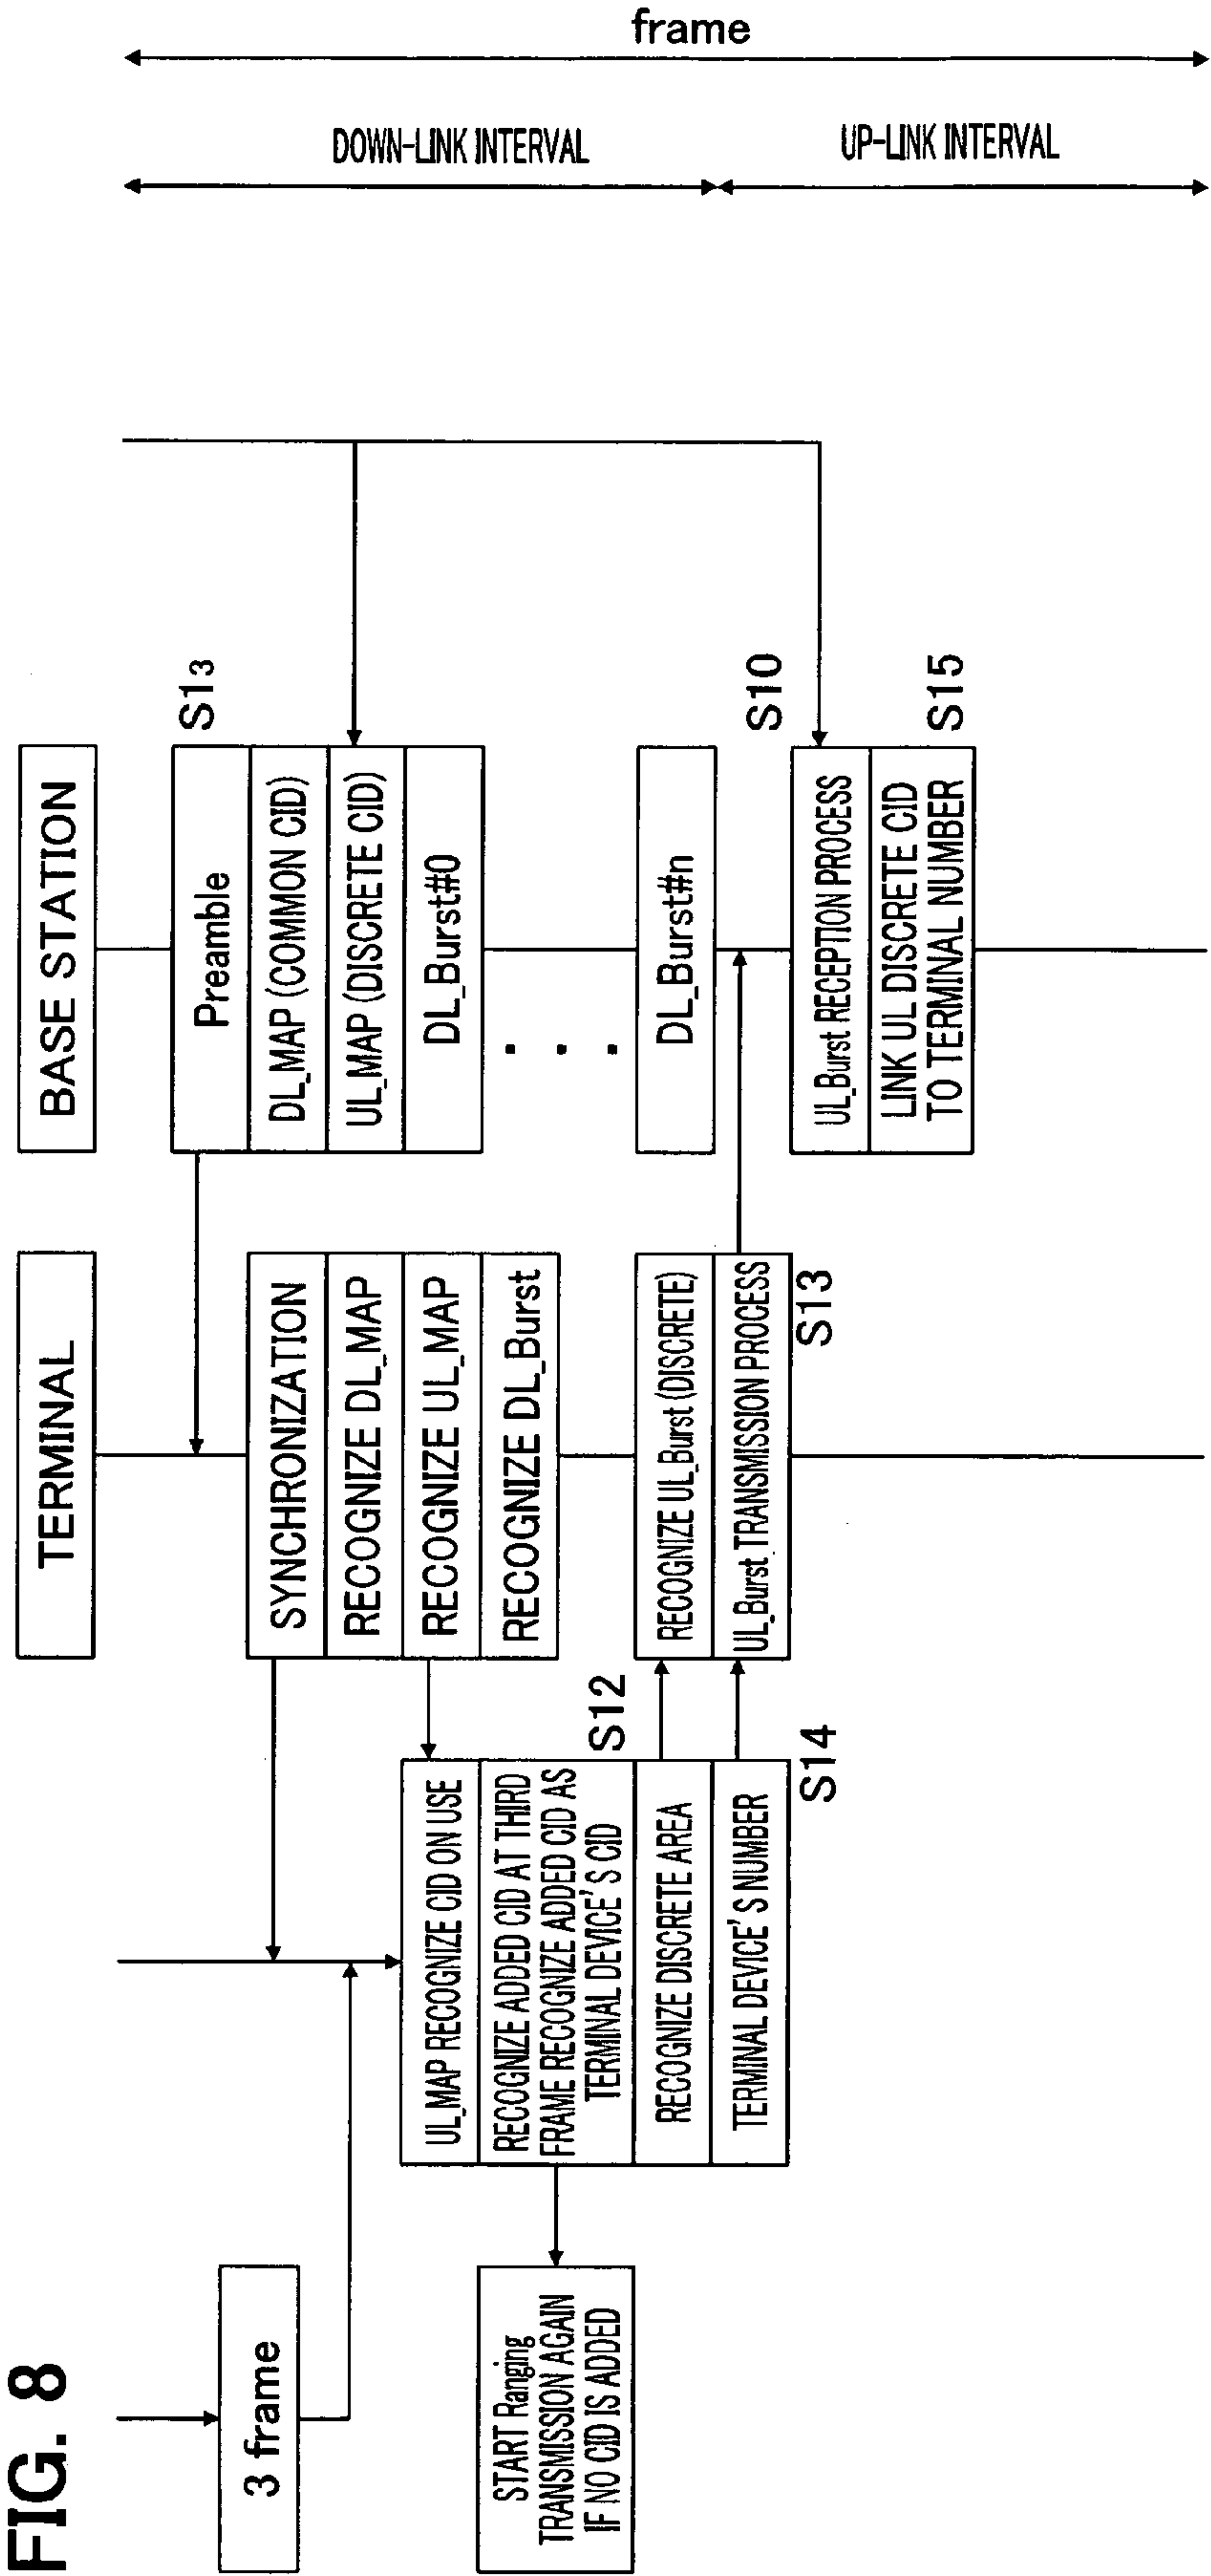 FIG. 8
3 frame
START Ranging
TRANSMISSION AGAIN
IF NO CID IS ADDED
UL_MAP RECOGNIZE CID ON USE
RECOGNIZE ADDED CID AT THIRD
FRAME RECOGNIZE ADDED CID AS
TERMINAL DEVICE'S CID
S12
RECOGNIZE DISCRETE AREA
TERMINAL DEVICE'S NUMBER
S14
TERMINAL
SYNCHRONIZATION
RECOGNIZE DL_MAP
RECOGNIZE UL_MAP
RECOGNIZE DL_Burst
RECOGNIZE UL_Burst (DISCRETE)
UL_Burst TRANSMISSION PROCESS
S13
BASE STATION
S13
Preamble
DL_MAP (COMMON CID)
UL_MAP (DISCRETE CID)
DL_Burst#0
. . .
DL_Burst#n
S10
UL_Burst RECEPTION PROCESS
LINK UL DISCRETE CID
TO TERMINAL NUMBER
S15
DOWN-LINK INTERVAL
UP-LINK INTERVAL
frame